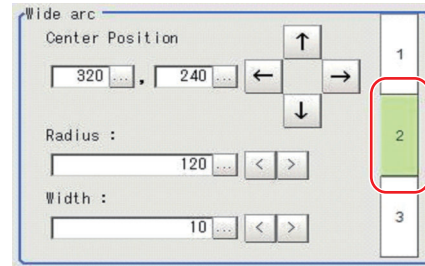 Wide arc
Center Position
↑
1
320 ... , 240 ... ← →
↓
2
Radius :
120 ... < >
Width :
3
10 ... < >